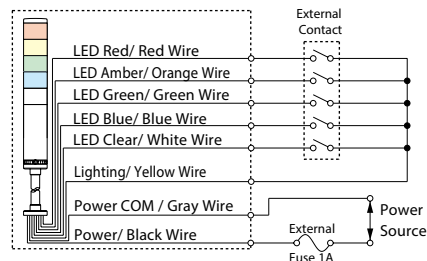 External
Contact
LED Red/ Red Wire
LED Amber/ Orange Wire
LED Green/ Green Wire
LED Blue/ Blue Wire
LED Clear/ White Wire
Lighting/ Yellow Wire
Power COM / Gray Wire
Power
Source
Power/ Black Wire
External
Fuse 1A